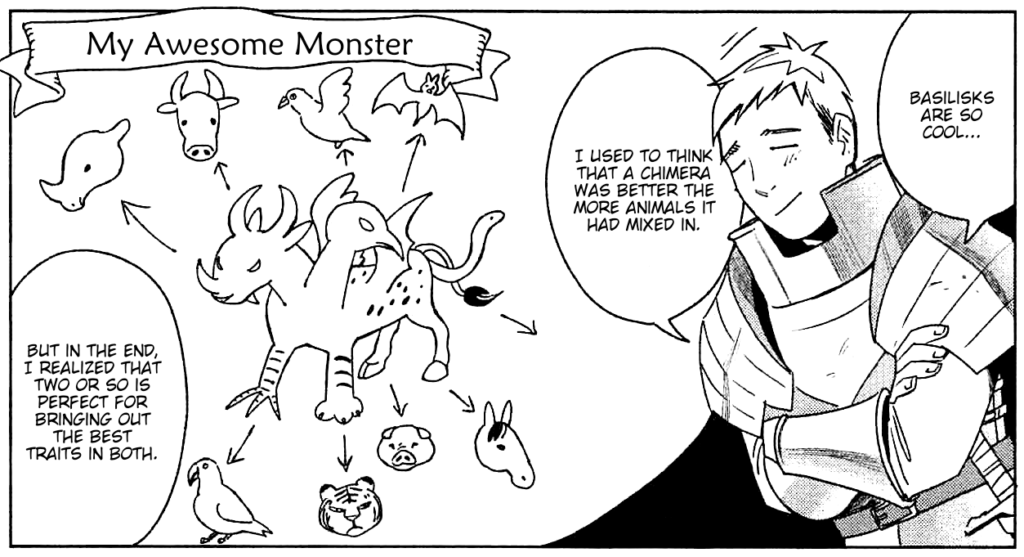 My Awesome Monster
BASILISKS
ARE SO
COOL...
I USED TO THINK
THAT A CHIMERA
WAS BETTER THE
MORE ANIMALS IT
HAD MIXED IN.
BUT IN THE END,
I REALIZED THAT
TWO OR SO IS
PERFECT FOR
BRINGING OUT
THE BEST
TRAITS IN BOTH.